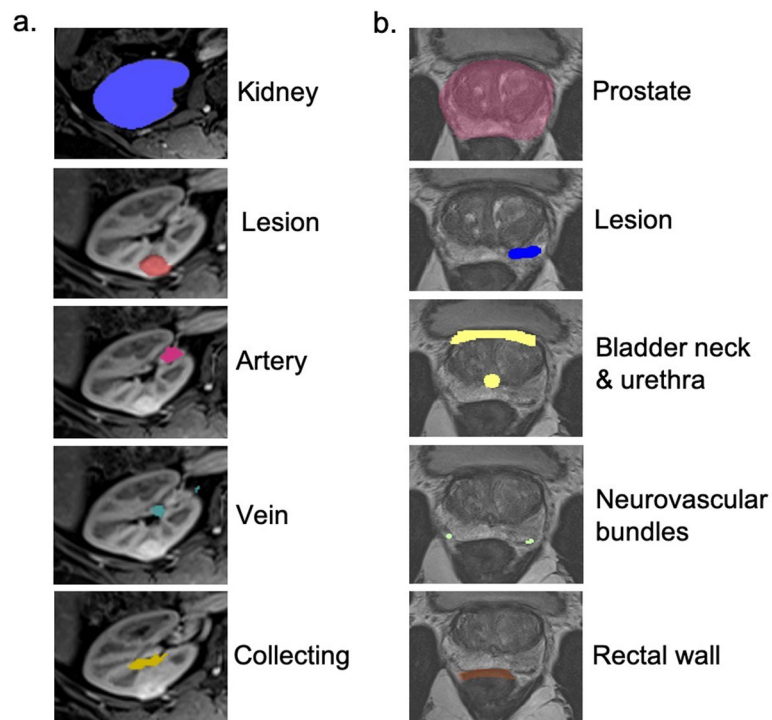 a.
Kidney
Lesion
Artery
Vein
Collecting
b.
Prostate
Lesion
Bladder neck
& urethra
Neurovascular
bundles
Rectal wall